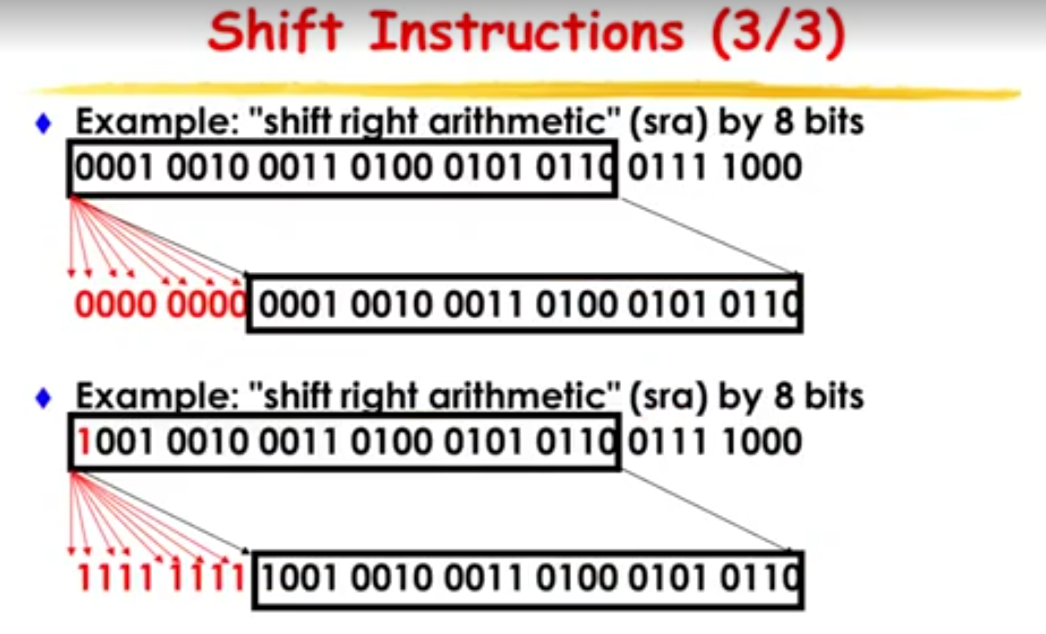 Shift Instructions (3/3)
Example: "shift right arithmetic" (sra) by 8 bits
0001 0010 0011 0100 0101 0110 0111 1000
0000 0000 0001 0010 0011 0100 0101 0110
Example: "shift right arithmetic" (sra) by 8 bits
1001 0010 0011 0100 0101 0110 0111 1000
1111 1111 1001 0010 0011 0100 0101 0110